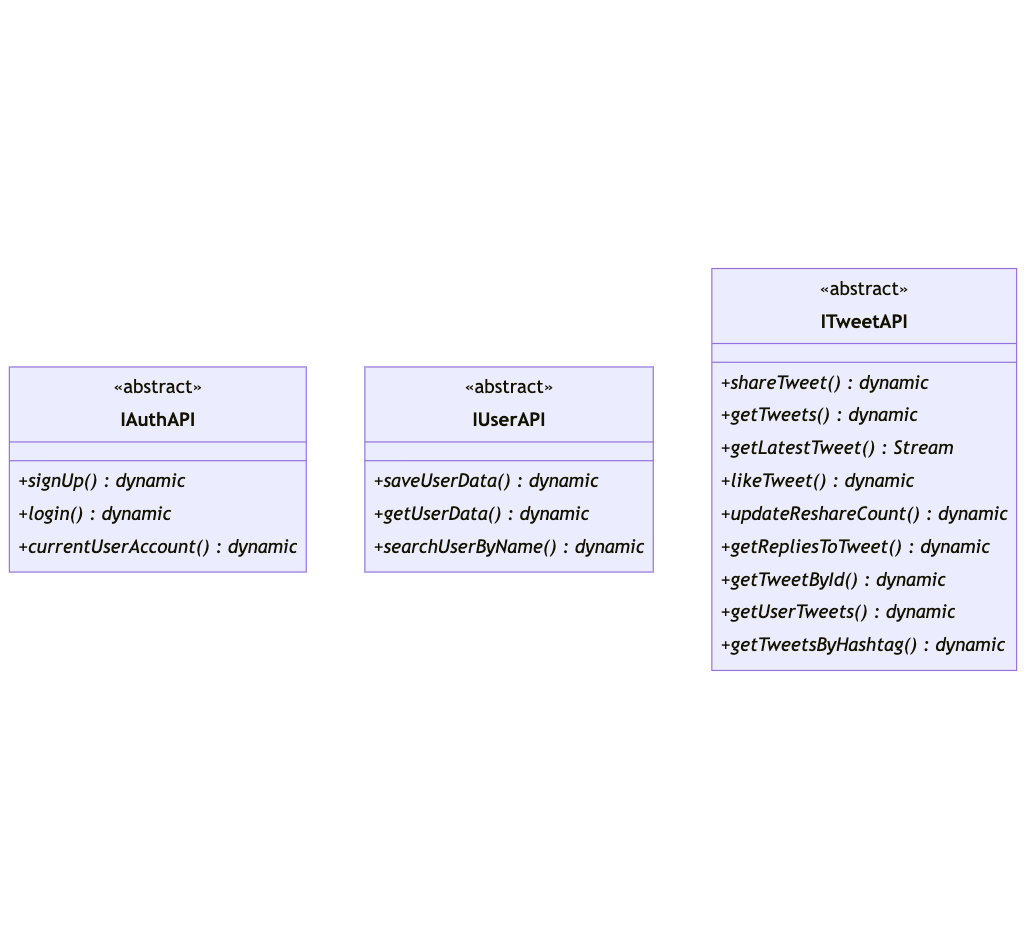 «abstract»
IAuthAPI
+signUp() : dynamic
+login() : dynamic
+currentUserAccount() : dynamic
«abstract»
IUserAPI
+saveUserData() : dynamic
+getUserData() : dynamic
+searchUserByName() : dynamic
«abstract»
ITweetAPI
+shareTweet() : dynamic
+getTweets() : dynamic
+getLatestTweet() : Stream
+likeTweet() : dynamic
+updateReshareCount() : dynamic
+getRepliesToTweet() : dynamic
+getTweetById() : dynamic
+getUserTweets() : dynamic
+getTweetsByHashtag() : dynamic